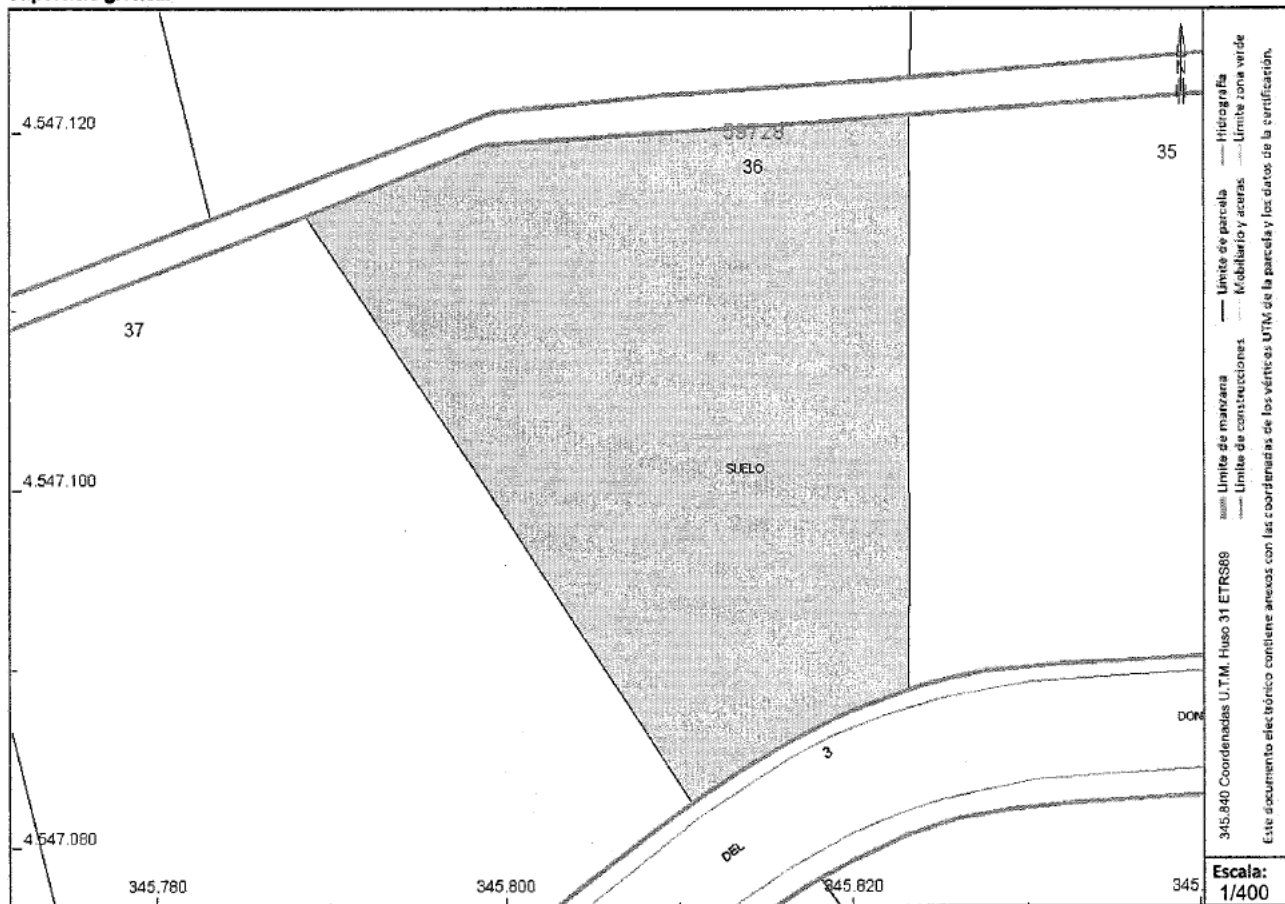 4.547.120
4.547.100
4.547.080
345.780
345.800
345.820
345.
39728
36
35
37
SUELO
3
DEL
DON
N
345.840 Coordenadas U.T.M. Huso 31 ETRS89
Límite de manzana
Límite de parcela
Hidrografía
Límite de construcciones
Mobiliario y aceras
Límite zona verde
Este documento electrónico contiene anexos con las coordenadas de los vértices UTM de la parcela y los datos de la certificación.
Escala:
1/400